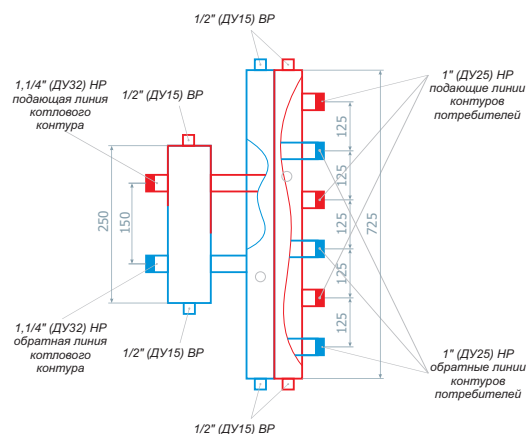 1/2" (ДУ15) ВР
1,1/4" (ДУ32) НР
подающая линия
котлового
контура
1/2" (ДУ15) ВР
1" (ДУ25) НР
подающие линии
контуров
потребителей
125
125
125
125
125
725
250
150
1,1/4" (ДУ32) НР
обратная линия
котлового
контура
1/2" (ДУ15) ВР
1" (ДУ25) НР
обратные линии
контуров
потребителей
1/2" (ДУ15) ВР